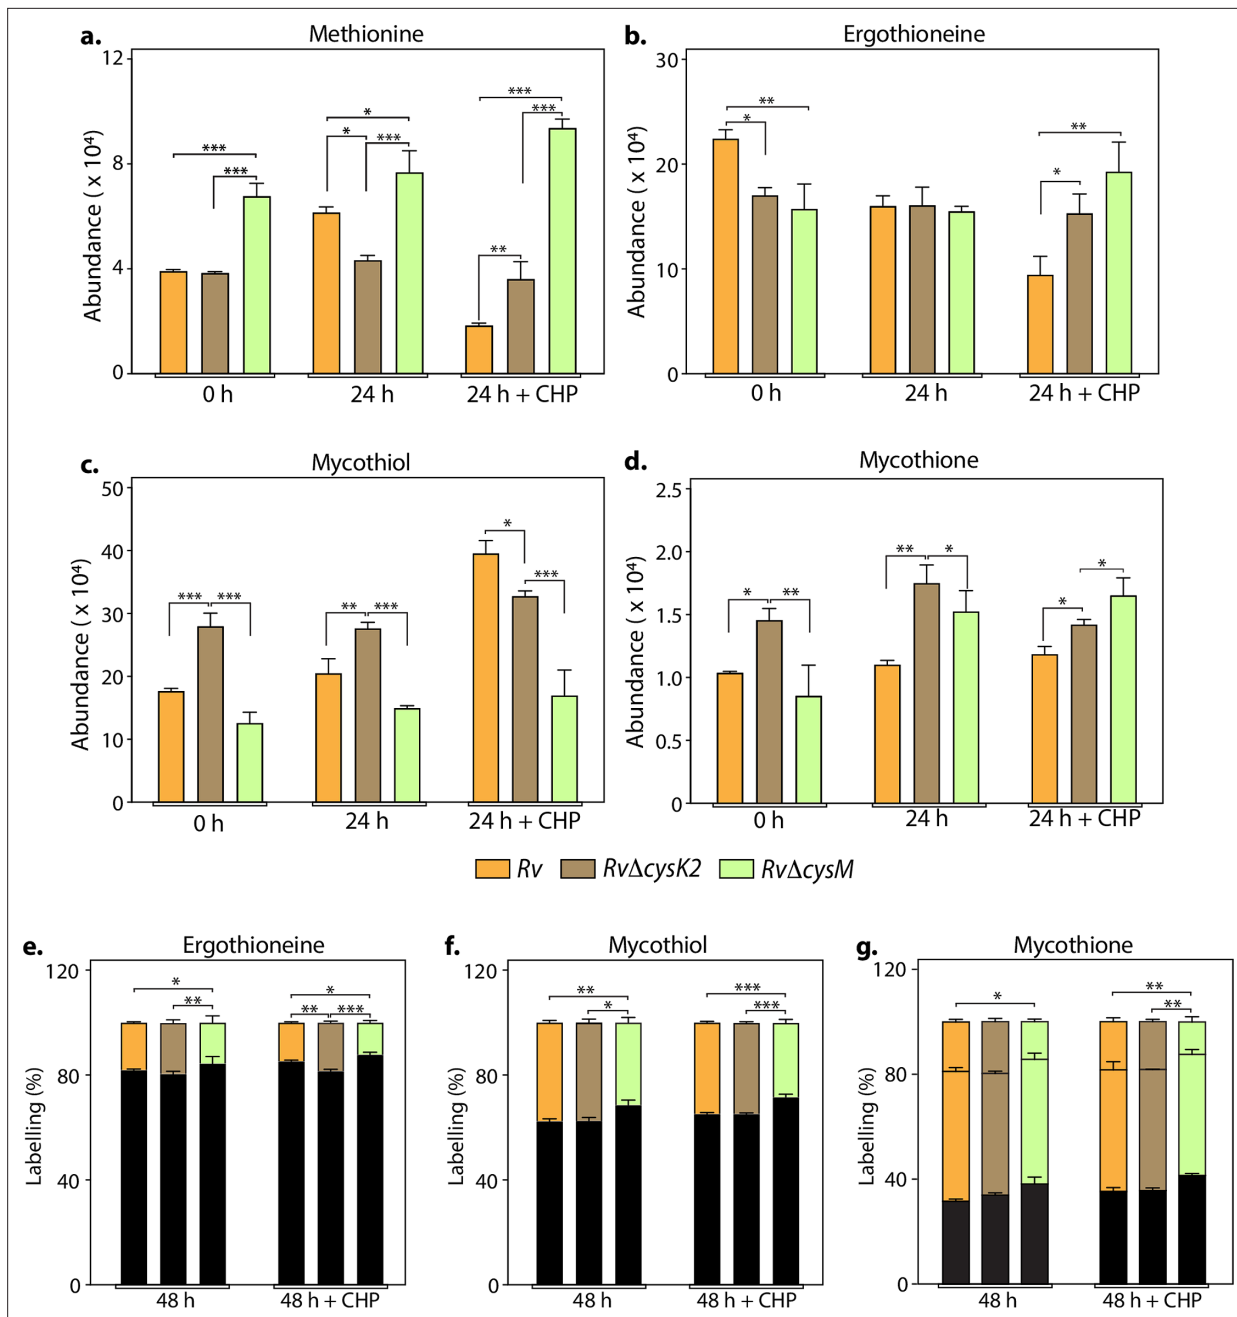 a. Methionine
12
8
4
0
Abundance ( x 10⁴)
*** *** * * *** ** *** ***
0 h 24 h 24 h + CHP
b. Ergothioneine
30
20
10
0
Abundance ( x 10⁴)
** * ** *
0 h 24 h 24 h + CHP
c. Mycothiol
50
40
30
20
10
0
Abundance ( x 10⁴)
*** *** ** *** * ***
0 h 24 h 24 h + CHP
d. Mycothione
2.5
2.0
1.5
1.0
0.5
0
Abundance ( x 10⁴)
* ** ** * * *
0 h 24 h 24 h + CHP
Rv RvΔcysK2 RvΔcysM
e. Ergothioneine
120
80
40
0
Labelling (%)
* ** * ** ***
48 h 48 h + CHP
f. Mycothiol
120
80
40
0
Labelling (%)
** * *** ***
48 h 48 h + CHP
g. Mycothione
120
80
40
0
Labelling (%)
* ** **
48 h 48 h + CHP